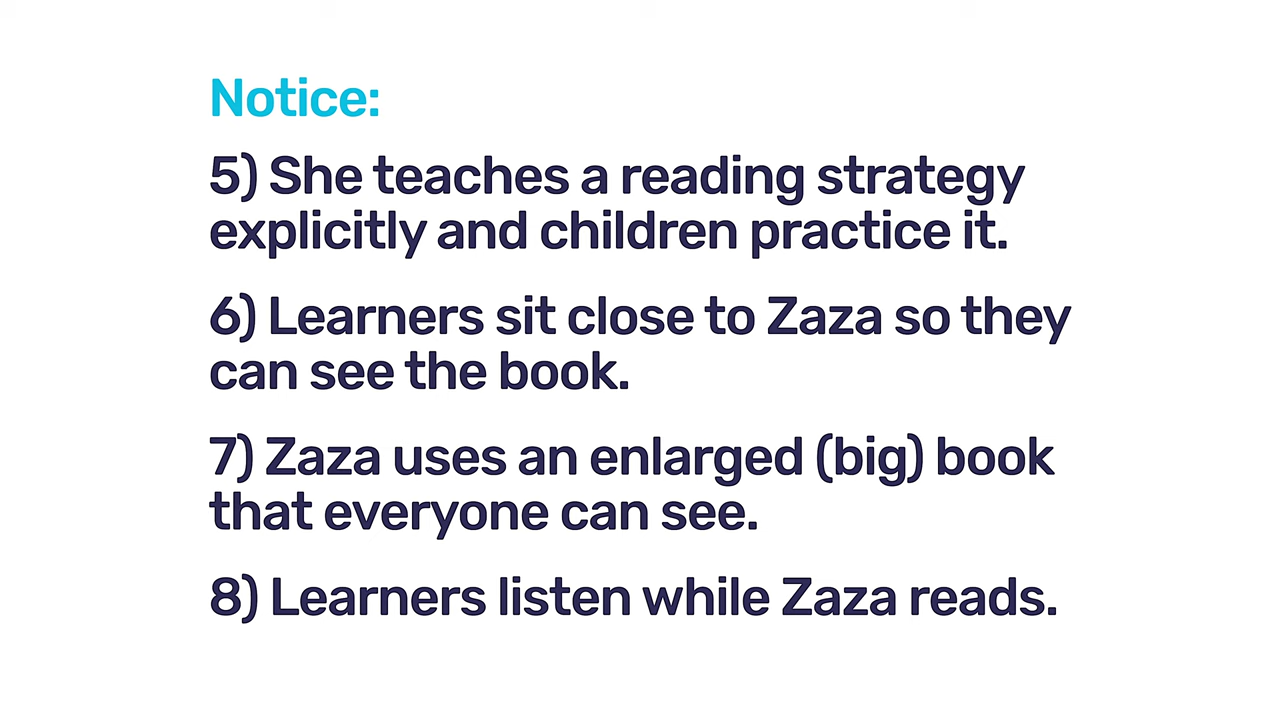 Notice:
5) She teaches a reading strategy
explicitly and children practice it.
6) Learners sit close to Zaza so they
can see the book.
7) Zaza uses an enlarged (big) book
that everyone can see.
8) Learners listen while Zaza reads.